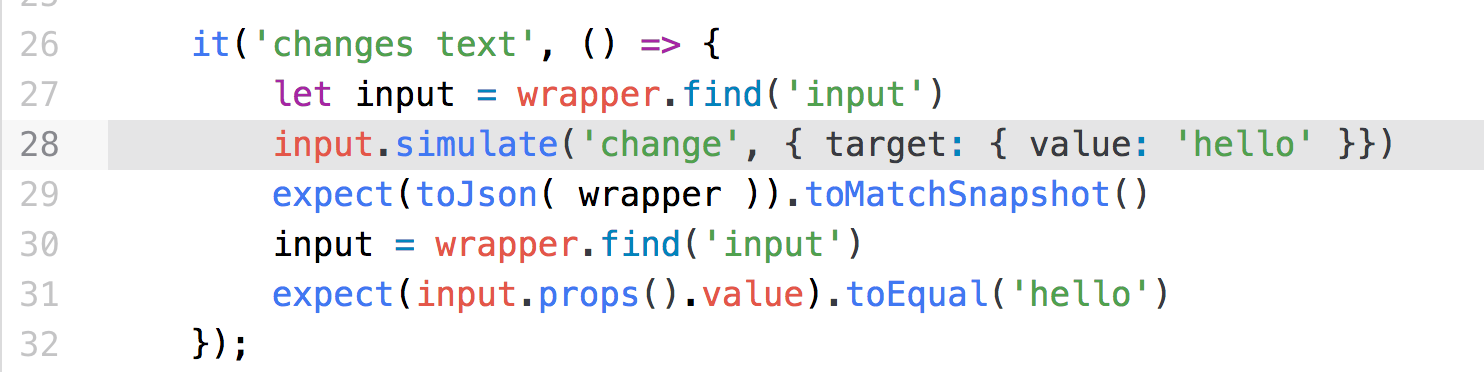 26 it('changes text', () => {
27 let input = wrapper.find('input')
28 input.simulate('change', { target: { value: 'hello' }})
29 expect(toJson( wrapper )).toMatchSnapshot()
30 input = wrapper.find('input')
31 expect(input.props().value).toEqual('hello')
32 });